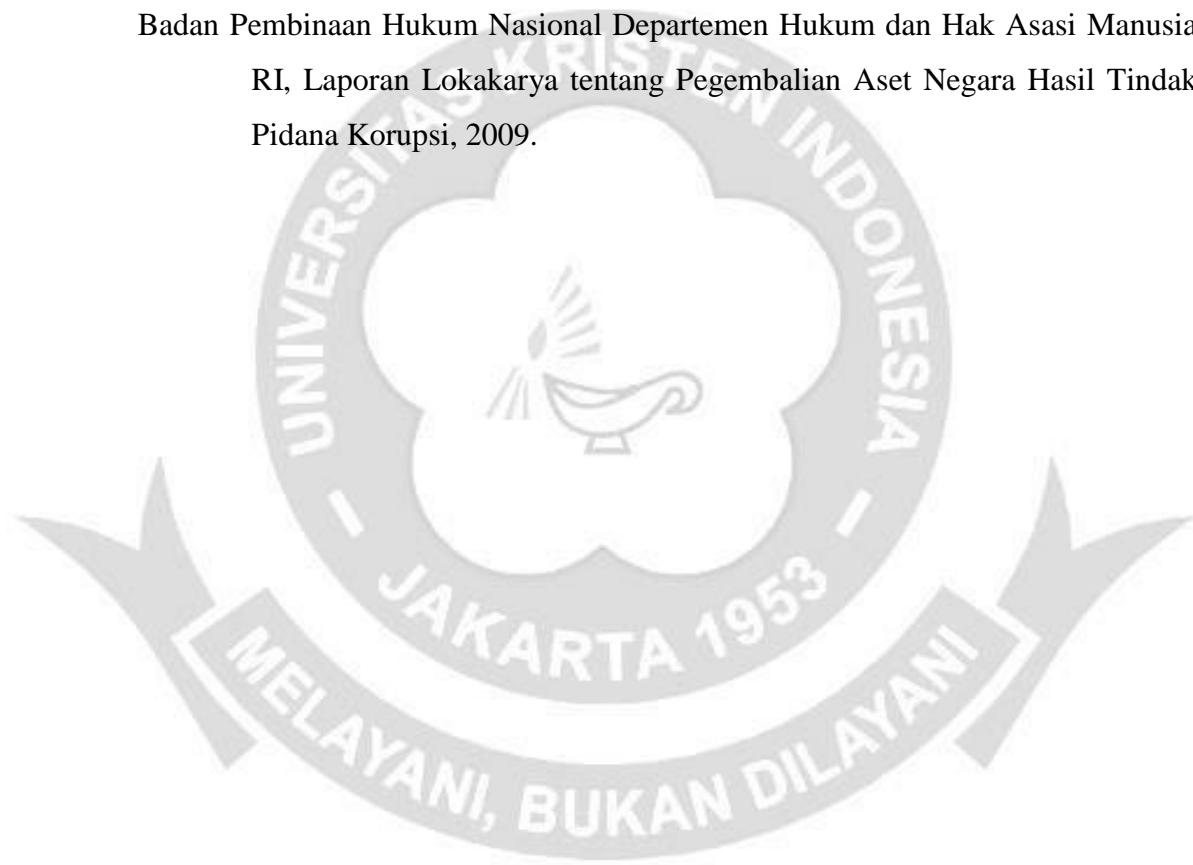 Badan Pembinaan Hukum Nasional Departemen Hukum dan Hak Asasi Manusia
RI, Laporan Lokakarya tentang Pegembalian Aset Negara Hasil Tindak
Pidana Korupsi, 2009.
UNIVERSITAS KRISTEN INDONESIA
- JAKARTA 1953 -
MELAYANI, BUKAN DILAYANI